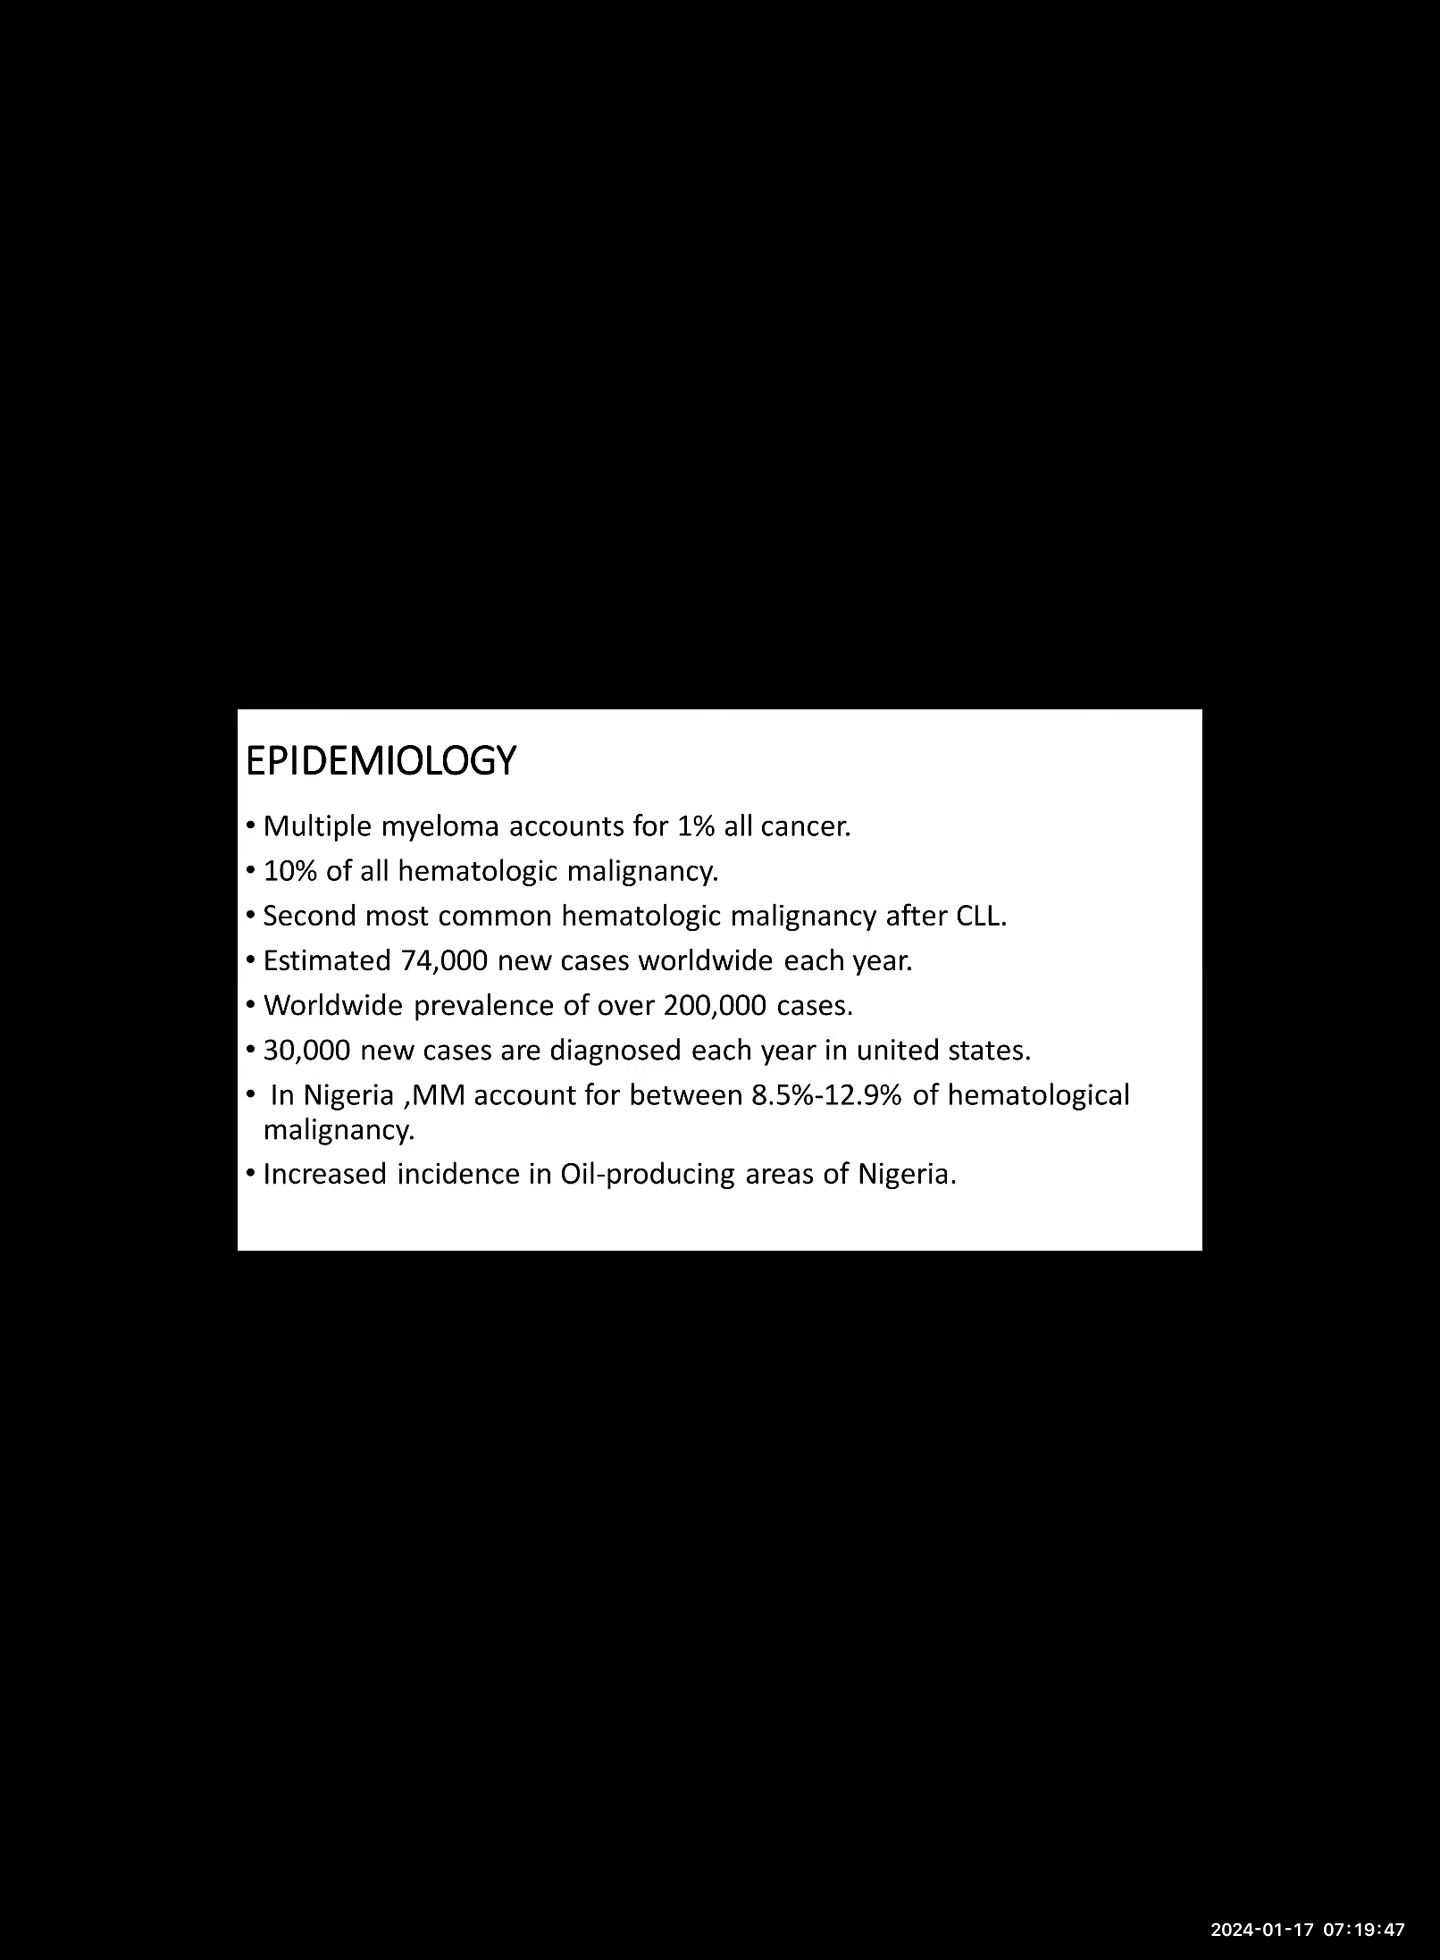 EPIDEMIOLOGY
• Multiple myeloma accounts for 1% all cancer.
• 10% of all hematologic malignancy.
• Second most common hematologic malignancy after CLL.
• Estimated 74,000 new cases worldwide each year.
• Worldwide prevalence of over 200,000 cases.
• 30,000 new cases are diagnosed each year in united states.
• In Nigeria ,MM account for between 8.5%-12.9% of hematological
malignancy.
• Increased incidence in Oil-producing areas of Nigeria.
2024-01-17 07:19:47